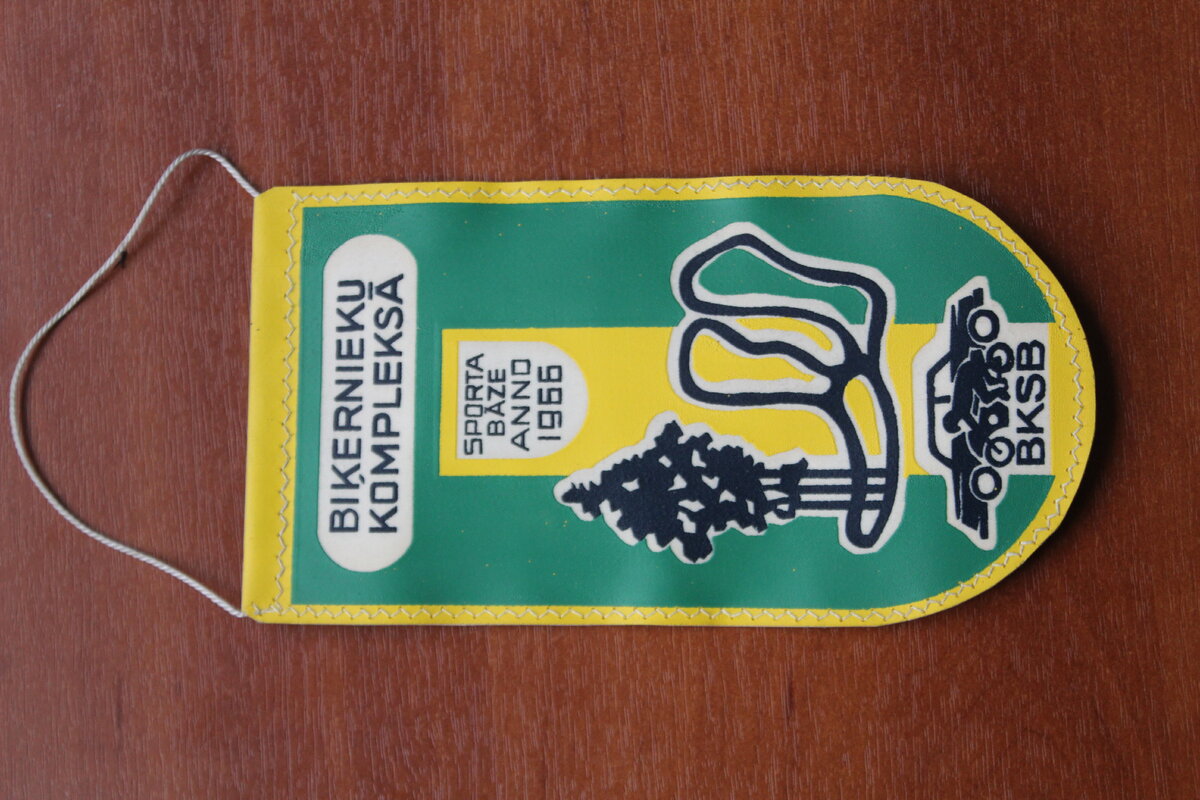 BIĶERNIEKU
KOMPLEKSĀ
SPORTA
BĀZE
ANNO
1966
BKSB